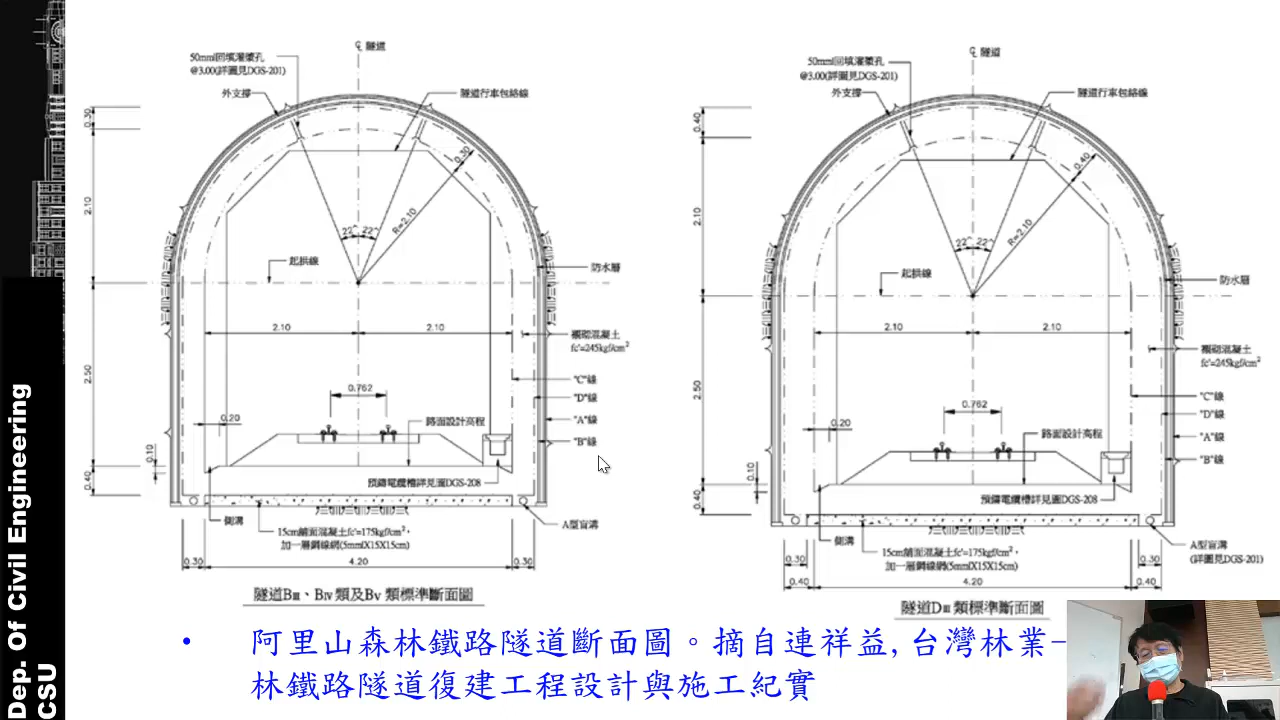 Dep. Of Civil Engineering
CSU
℄ 隧道
50mm回填灌漿孔
@3.00(詳圖見DGS-201)
外支撐
隧道行車包絡線
0.30
0.30
2.10
R=2.10
22° 22°
起拱線
防水層
2.10
2.10
襯砌混凝土
fc'=245kgf/cm²
2.50
"C"線
0.762
"D"線
0.20
路面設計高程
"A"線
"B"線
0.10
0.40
預鑄電纜槽詳見圖DGS-208
側溝
A型盲溝
15cm鋪面混凝土fc'=175kgf/cm²,
加一層鋼線網(5mmX15X15cm)
0.30
4.20
0.30
隧道BⅢ、BⅣ 類及BⅤ 類標準斷面圖
℄ 隧道
50mm回填灌漿孔
@3.00(詳圖見DGS-201)
外支撐
隧道行車包絡線
0.40
0.40
2.10
R=2.10
22° 22°
起拱線
防水層
2.10
2.10
襯砌混凝土
fc'=245kgf/cm²
2.50
"C"線
0.762
"D"線
0.20
路面設計高程
"A"線
"B"線
0.10
0.40
預鑄電纜槽詳見圖DGS-208
側溝
A型盲溝
(詳圖見DGS-201)
15cm鋪面混凝土fc'=175kgf/cm²,
加一層鋼線網(5mmX15X15cm)
0.30
0.30
0.40
4.20
0.40
隧道DⅢ 類標準斷面圖
• 阿里山森林鐵路隧道斷面圖。摘自連祥益, 台灣林業-
林鐵路隧道復建工程設計與施工紀實